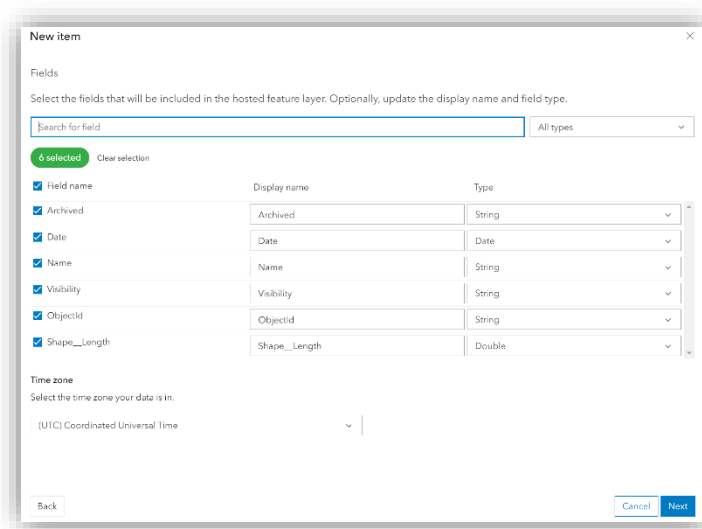 New item
Fields
Select the fields that will be included in the hosted feature layer. Optionally, update the display name and field type.
Search for field
All types
6 selected Clear selection
Field name Display name Type
Archived Archived String
Date Date Date
Name Name String
Visibility Visibility String
ObjectId ObjectId String
Shape__Length Shape__Length Double
Time zone
Select the time zone your data is in.
(UTC) Coordinated Universal Time
Back Cancel Next